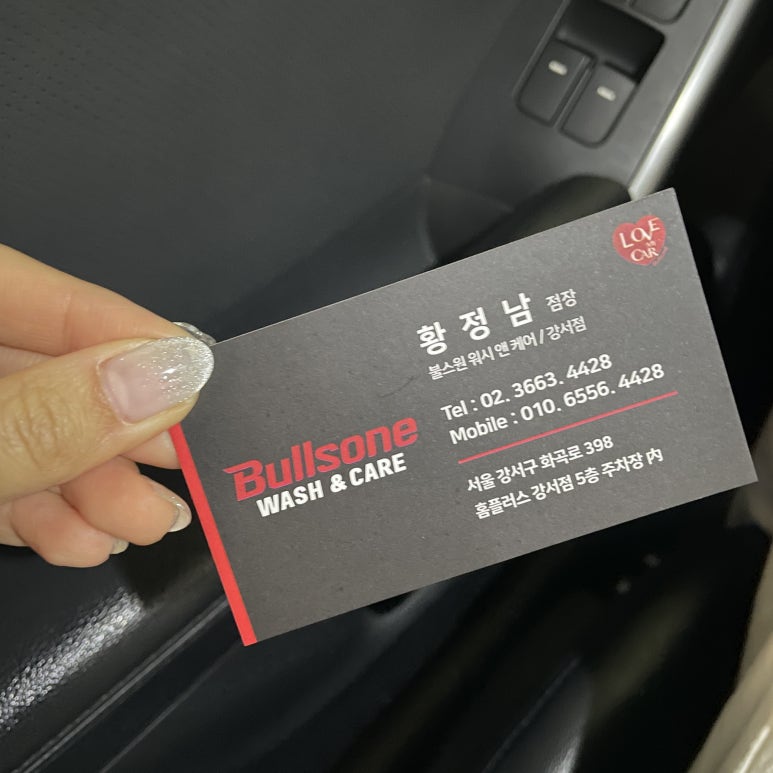 LOVE
CAR
황정남 점장
불스원 워시 앤 케어 / 강서점
Tel : 02. 3663. 4428
Mobile : 010. 6556. 4428
Bullsone
WASH & CARE
서울 강서구 화곡로 398
홈플러스 강서점 5층 주차장 內